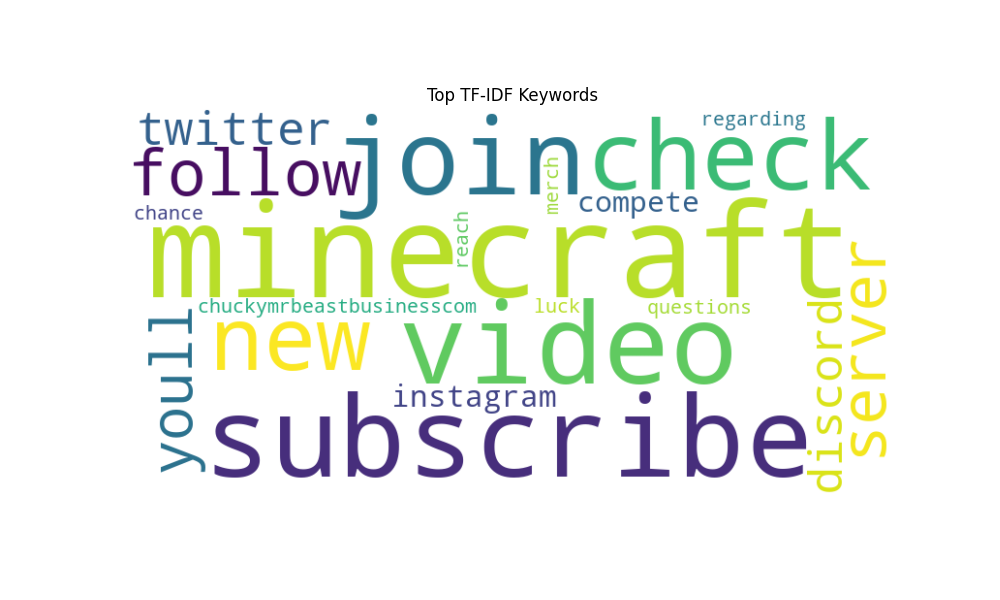 Top TF-IDF Keywords
twitter
join
check
regarding
follow
merch
compete
chance
minecraft
reach
server
chuckymrbeastbusinesscom
luck
questions
youll
new
video
discord
instagram
subscribe